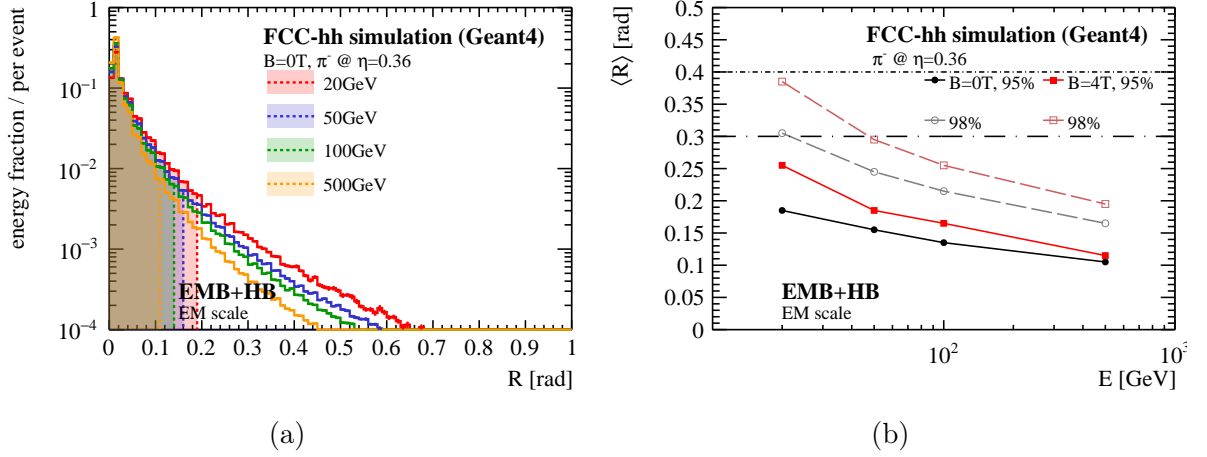 FCC-hh simulation (Geant4)
B=0T, π⁻ @ η=0.36
20GeV
50GeV
100GeV
500GeV
EMB+HB
EM scale
energy fraction / per event
1
10⁻¹
10⁻²
10⁻³
10⁻⁴
0 0.1 0.2 0.3 0.4 0.5 0.6 0.7 0.8 0.9 1
R [rad]
(a)
FCC-hh simulation (Geant4)
π⁻ @ η=0.36
B=0T, 95% B=4T, 95%
98% 98%
EMB+HB
EM scale
⟨R⟩ [rad]
0.5
0.45
0.4
0.35
0.3
0.25
0.2
0.15
0.1
0.05
0
10² 10³
E [GeV]
(b)